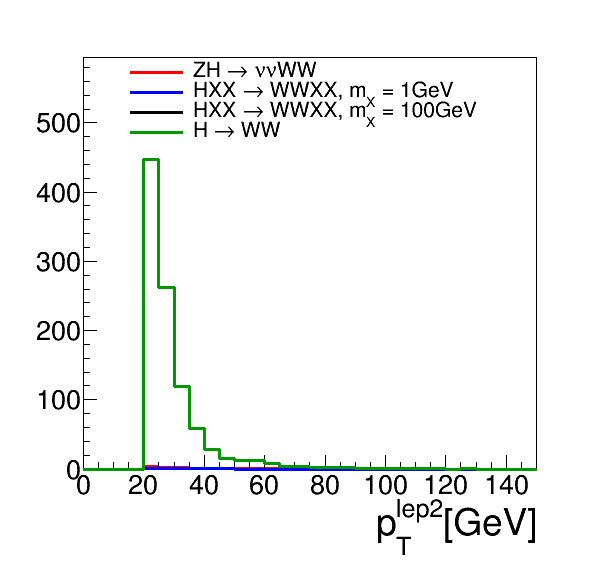 ZH → ννWW
HXX → WWXX, m_X = 1GeV
HXX → WWXX, m_X = 100GeV
H → WW
500
400
300
200
100
0
0 20 40 60 80 100 120 140
p_T^lep2[GeV]